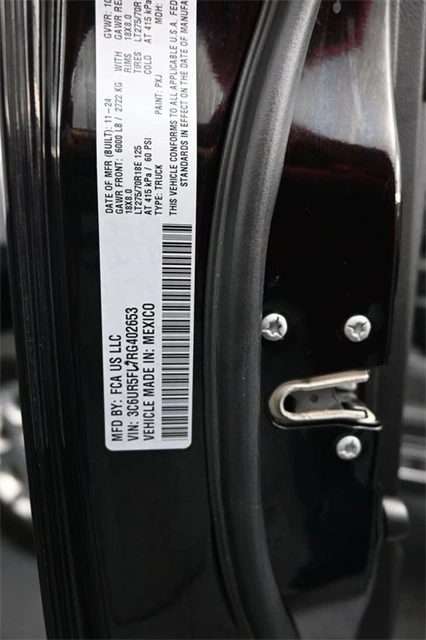 MFD BY: FCA US LLC
VIN: 3C6UR5FL7RG402653
VEHICLE MADE IN: MEXICO
DATE OF MFR (BUILT): 11-24 GVWR: 10
GAWR FRONT: 6000 LB / 2722 KG WITH GAWR REA
18X8.0 RIMS 18X8.0
LT275/70R18E 125 TIRES LT275/70R18
AT 415 kPa / 60 PSI COLD AT 415 kPa
TYPE: TRUCK PAINT: PXJ MDH:
THIS VEHICLE CONFORMS TO ALL APPLICABLE U.S.A. FED
STANDARDS IN EFFECT ON THE DATE OF MANUFA